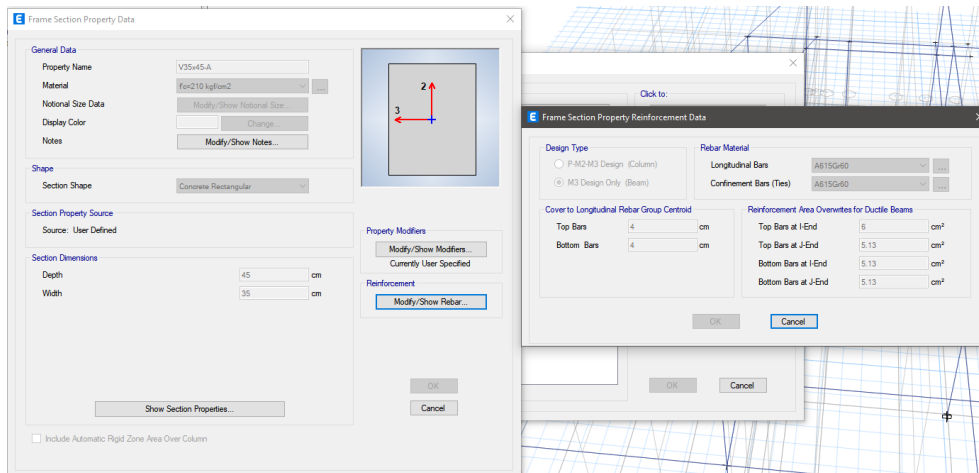 E Frame Section Property Data
General Data
Property Name V35x45-A
Material Fc=210 kgf/cm2 ...
Notional Size Data Modify/Show Notional Size...
Display Color Change...
Notes Modify/Show Notes...
Shape
Section Shape Concrete Rectangular
Section Property Source
Source: User Defined
Section Dimensions
Depth 45 cm
Width 35 cm
Show Section Properties...
Include Automatic Rigid Zone Area Over Column
2
3
Property Modifiers
Modify/Show Modifiers...
Currently User Specified
Reinforcement
Modify/Show Rebar...
OK
Cancel
Click to:
E Frame Section Property Reinforcement Data
Design Type
P-M2-M3 Design (Column)
M3 Design Only (Beam)
Rebar Material
Longitudinal Bars A615Gr60 ...
Confinement Bars (Ties) A615Gr60 ...
Cover to Longitudinal Rebar Group Centroid
Top Bars 4 cm
Bottom Bars 4 cm
Reinforcement Area Overwrites for Ductile Beams
Top Bars at I-End 6 cm²
Top Bars at J-End 5.13 cm²
Bottom Bars at I-End 5.13 cm²
Bottom Bars at J-End 5.13 cm²
OK Cancel
OK Cancel